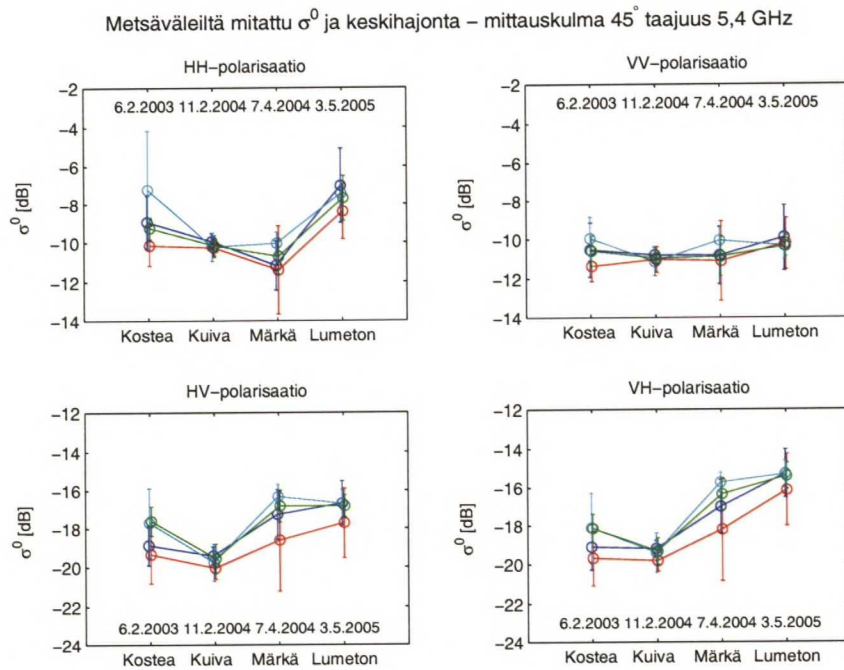 Metsäväleiltä mitattu σ⁰ ja keskihajonta – mittauskulma 45° taajuus 5,4 GHz
HH–polarisaatio
−2
6.2.2003 11.2.2004 7.4.2004 3.5.2005
−4
−6
−8
−10
−12
−14
σ⁰ [dB]
Kostea Kuiva Märkä Lumeton
VV–polarisaatio
−2
6.2.2003 11.2.2004 7.4.2004 3.5.2005
−4
−6
−8
−10
−12
−14
σ⁰ [dB]
Kostea Kuiva Märkä Lumeton
HV–polarisaatio
−12
−14
−16
−18
−20
−22
−24
σ⁰ [dB]
6.2.2003 11.2.2004 7.4.2004 3.5.2005
Kostea Kuiva Märkä Lumeton
VH–polarisaatio
−12
−14
−16
−18
−20
−22
−24
σ⁰ [dB]
6.2.2003 11.2.2004 7.4.2004 3.5.2005
Kostea Kuiva Märkä Lumeton